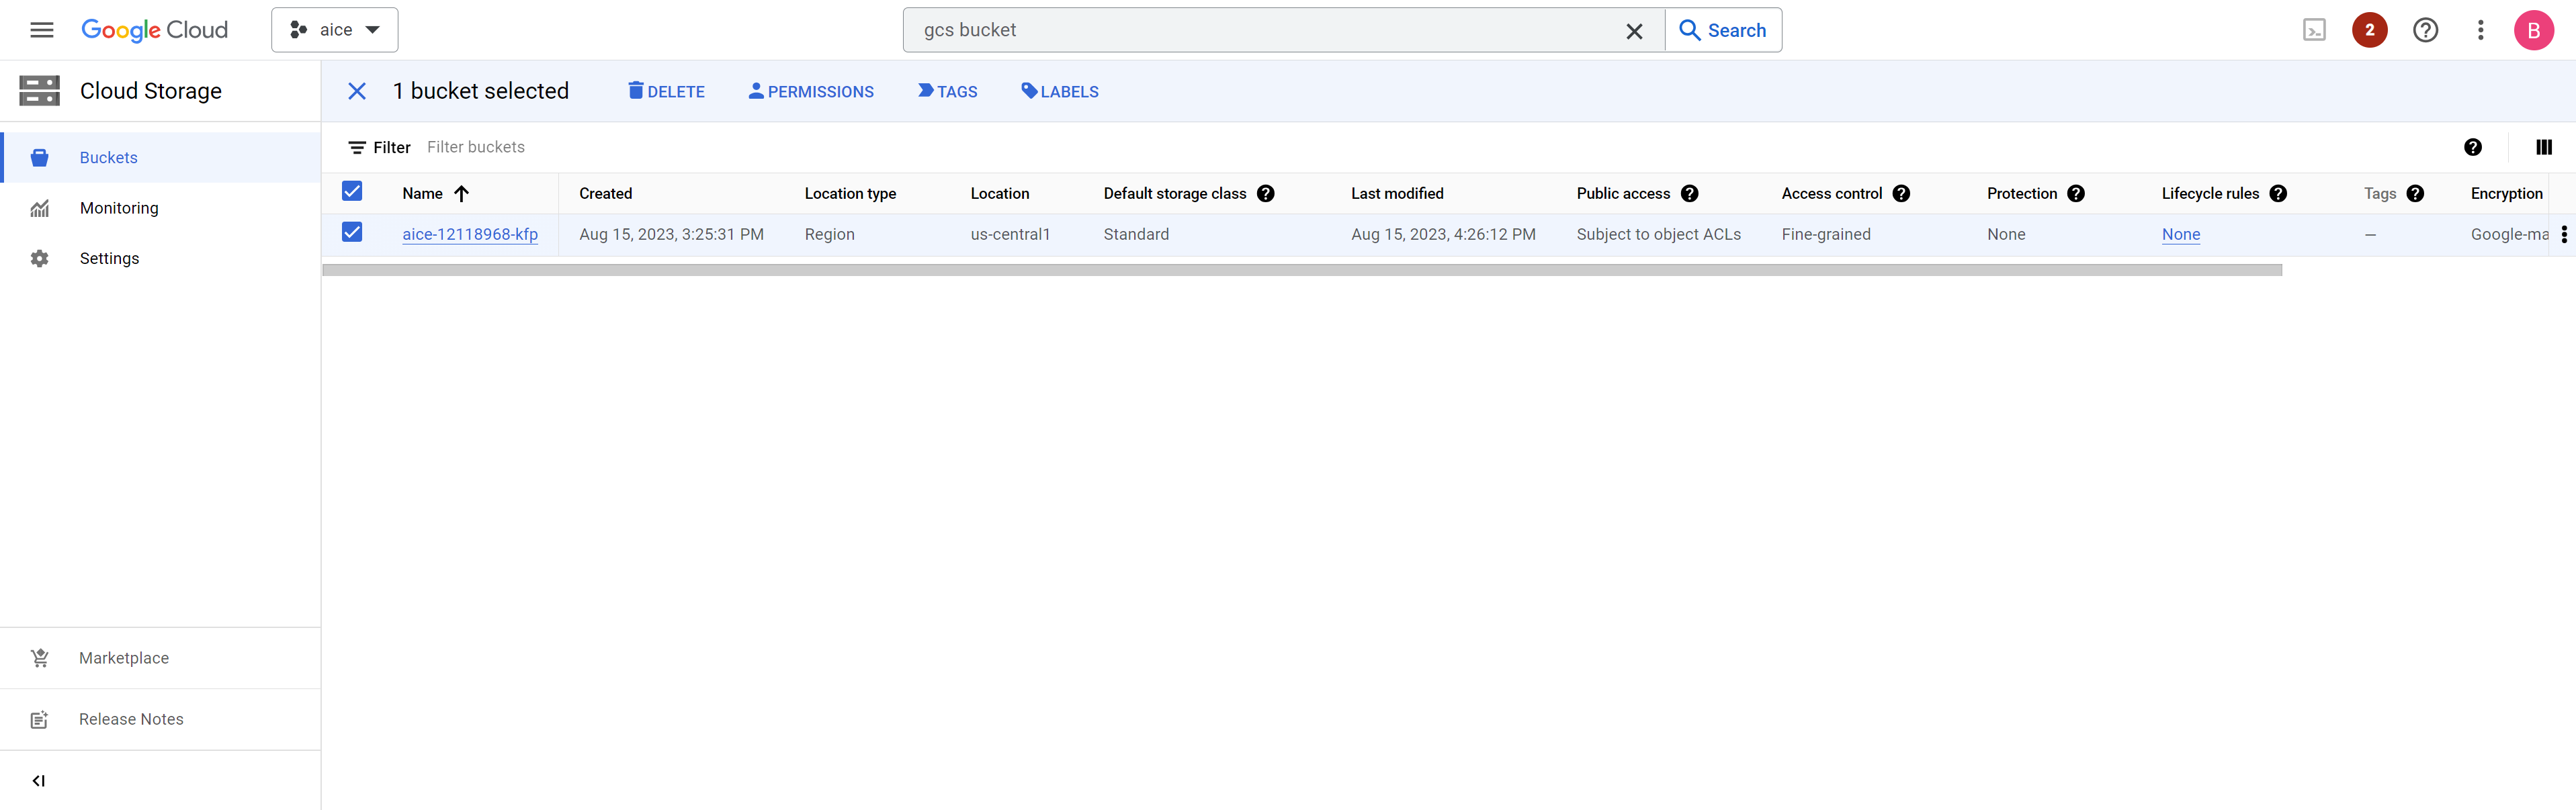 Google Cloud
aice
gcs bucket
Search
2
B
Cloud Storage
1 bucket selected
DELETE
PERMISSIONS
TAGS
LABELS
Buckets
Monitoring
Settings
Filter Filter buckets
Name Created Location type Location Default storage class Last modified Public access Access control Protection Lifecycle rules Tags Encryption
aice-12118968-kfp Aug 15, 2023, 3:25:31 PM Region us-central1 Standard Aug 15, 2023, 4:26:12 PM Subject to object ACLs Fine-grained None None — Google-ma
Marketplace
Release Notes